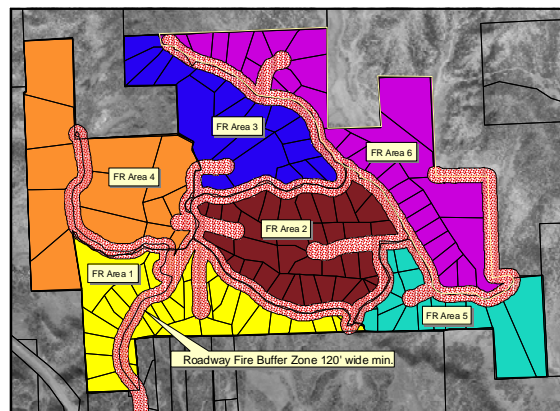 FR Area 3
FR Area 6
FR Area 4
FR Area 2
FR Area 1
FR Area 5
Roadway Fire Buffer Zone 120' wide min.